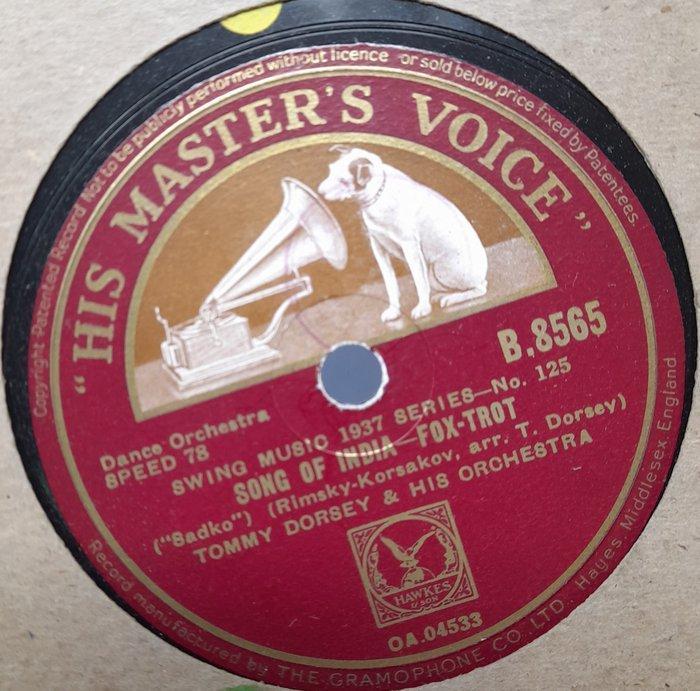 Copyright Patented Record Not to be publicly performed without licence or sold below price fixed by Patentees.
"HIS MASTER'S VOICE"
B.8565
Dance Orchestra
SPEED 78
SWING MUSIC 1937 SERIES—No. 125
SONG OF INDIA—FOX-TROT
("Sadko") (Rimsky-Korsakov, arr. T. Dorsey)
TOMMY DORSEY & HIS ORCHESTRA
HAWKES
& SON
OA.04533
Record manufactured by THE GRAMOPHONE CO. LTD. Hayes Middlesex England